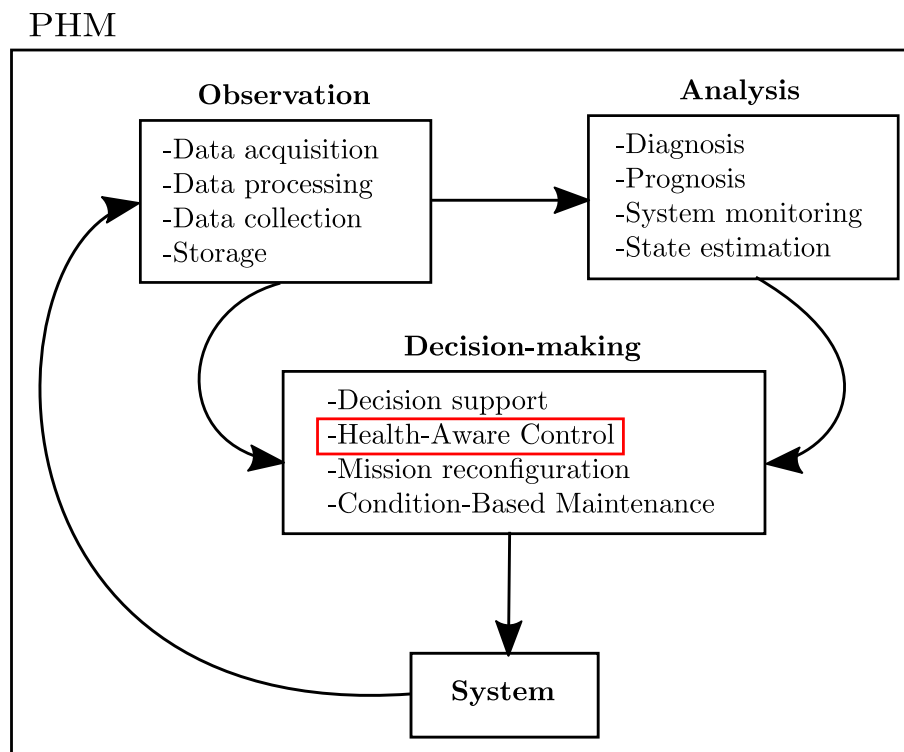 PHM
Observation
-Data acquisition
-Data processing
-Data collection
-Storage
Analysis
-Diagnosis
-Prognosis
-System monitoring
-State estimation
Decision-making
-Decision support
-Health-Aware Control
-Mission reconfiguration
-Condition-Based Maintenance
System